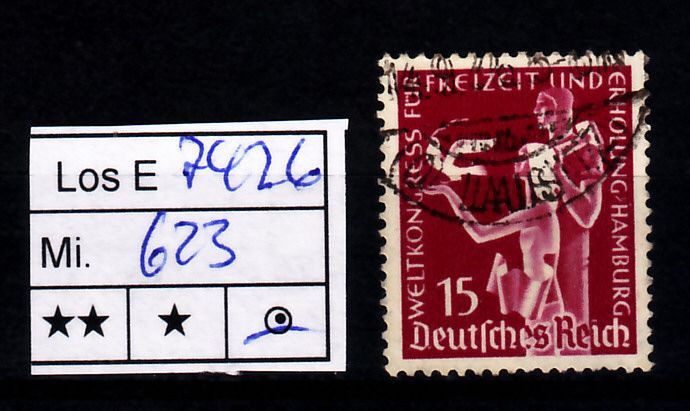 Los E 7426
Mi. 623
WELTKONGRESS FÜR
FREIZEIT UND
ERHOLUNG/HAMBURG
15
Deutsches Reich